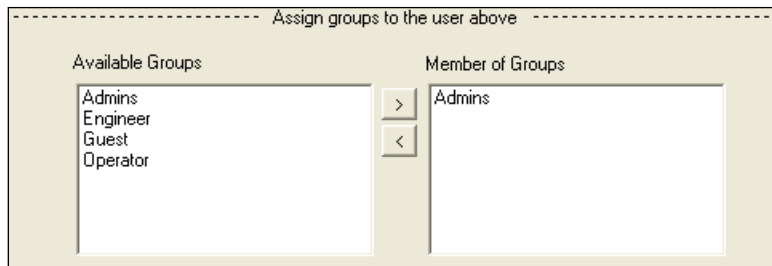 Assign groups to the user above
Available Groups
Admins
Engineer
Guest
Operator
>
<
Member of Groups
Admins